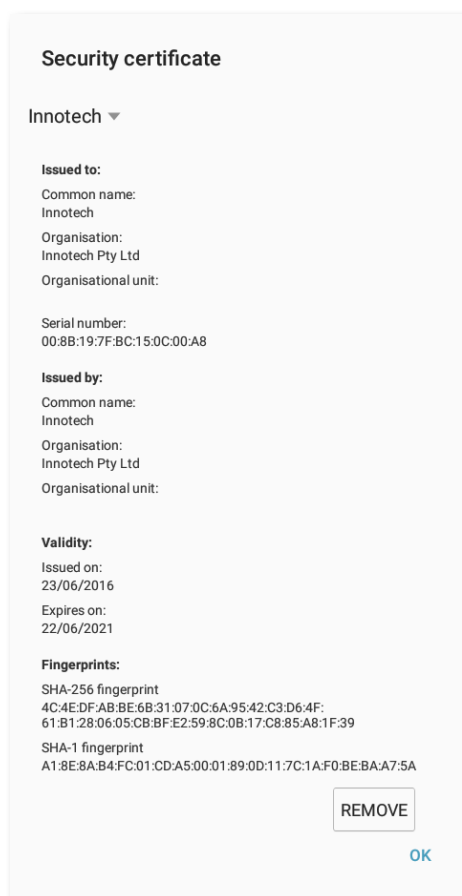 Security certificate
Innotech
Issued to:
Common name:
Innotech
Organisation:
Innotech Pty Ltd
Organisational unit:
Serial number:
00:8B:19:7F:BC:15:0C:00:A8
Issued by:
Common name:
Innotech
Organisation:
Innotech Pty Ltd
Organisational unit:
Validity:
Issued on:
23/06/2016
Expires on:
22/06/2021
Fingerprints:
SHA-256 fingerprint
4C:4E:DF:AB:BE:6B:31:07:0C:6A:95:42:C3:D6:4F:
61:B1:28:06:05:CB:BF:E2:59:8C:0B:17:C8:85:A8:1F:39
SHA-1 fingerprint
A1:8E:8A:B4:FC:01:CD:A5:00:01:89:0D:11:7C:1A:F0:BE:BA:A7:5A
REMOVE
OK